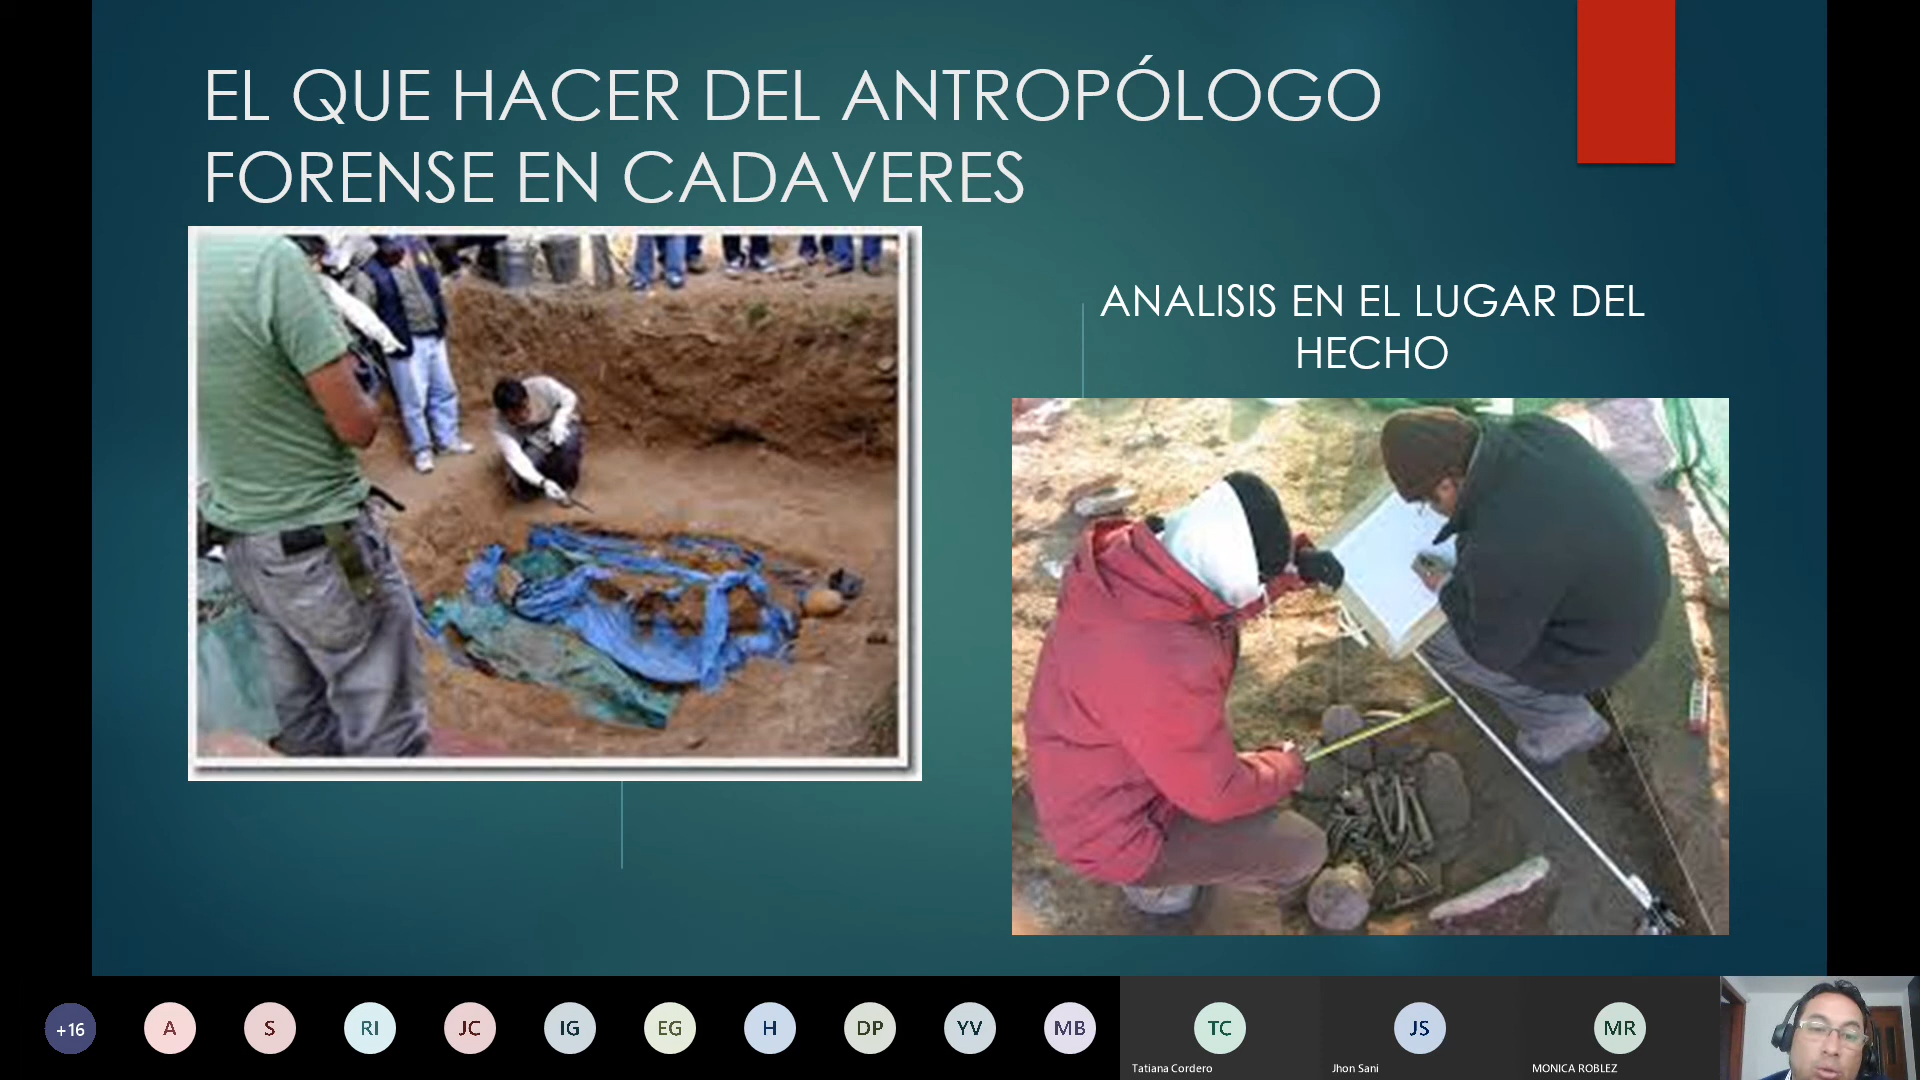 EL QUE HACER DEL ANTROPÓLOGO
FORENSE EN CADAVERES
ANALISIS EN EL LUGAR DEL
HECHO
+16
A
S
RI
JC
IG
EG
H
DP
YV
MB
TC
JS
MR
Tatiana Cordero
Jhon Sani
MONICA ROBLEZ